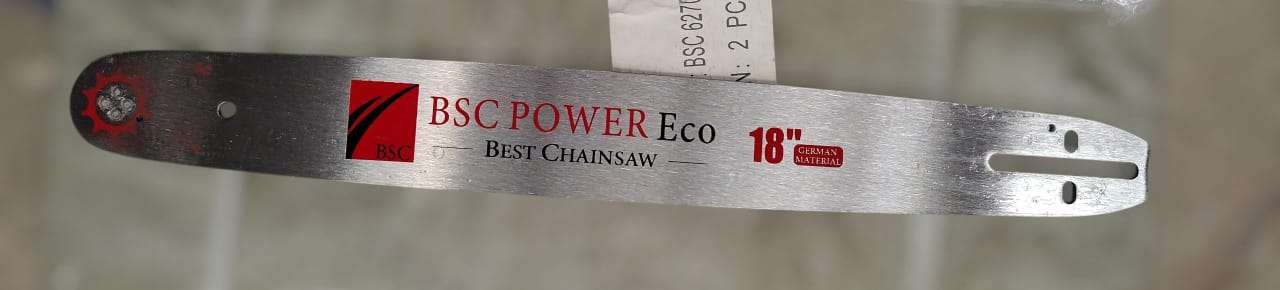 BSC 627
N: 2 PC
BSC
BSC POWER Eco
BEST CHAINSAW
18"
GERMAN
MATERIAL